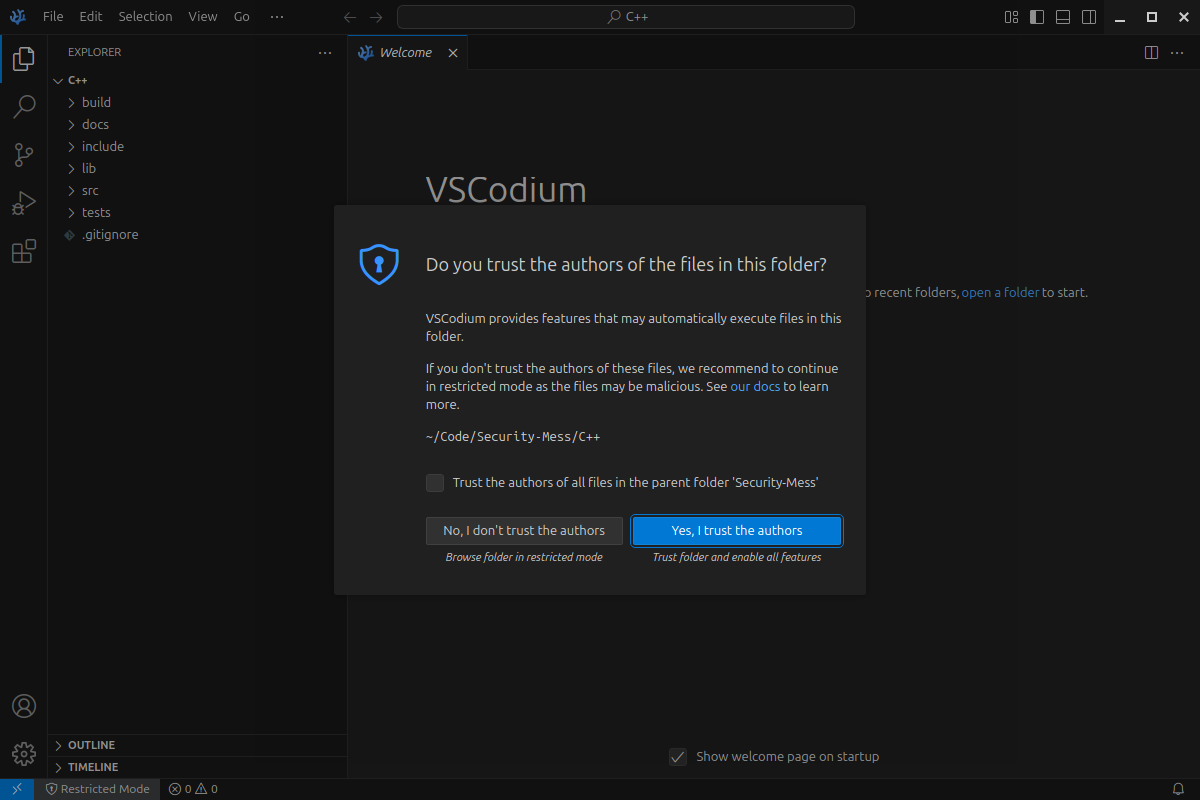 File Edit Selection View Go ···
C++
EXPLORER
···
C++
build
docs
include
lib
src
tests
.gitignore
OUTLINE
TIMELINE
Welcome
···
VSCodium
recent folders, open a folder to start.
Do you trust the authors of the files in this folder?
VSCodium provides features that may automatically execute files in this
folder.
If you don't trust the authors of these files, we recommend to continue
in restricted mode as the files may be malicious. See our docs to learn
more.
~/Code/Security-Mess/C++
Trust the authors of all files in the parent folder 'Security-Mess'
No, I don't trust the authors
Yes, I trust the authors
Browse folder in restricted mode
Trust folder and enable all features
Show welcome page on startup
Restricted Mode
0
0